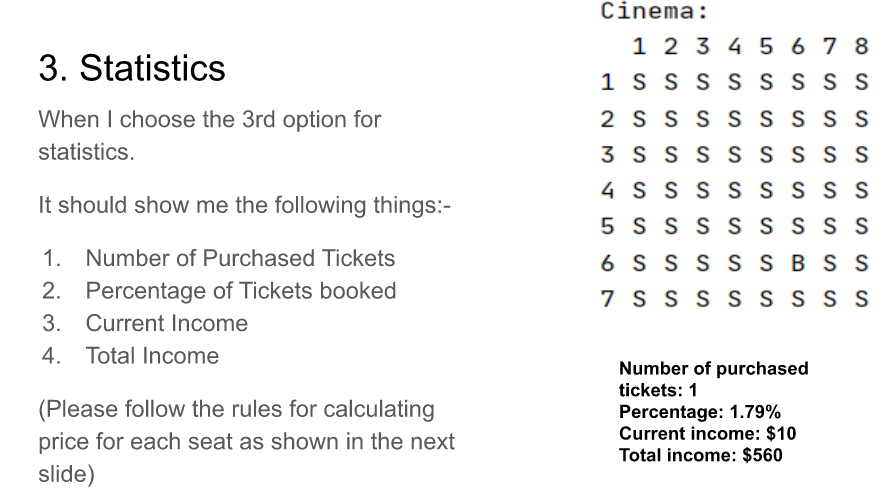 3. Statistics
When I choose the 3rd option for
statistics.
It should show me the following things:-
1. Number of Purchased Tickets
2. Percentage of Tickets booked
3. Current Income
4. Total Income
(Please follow the rules for calculating
price for each seat as shown in the next
slide)
Cinema:
1 2 3 4 5 6 7 8
1 S S S S S S S S
2 S S S S S S S S
3 S S S S S S S S
4 S S S S S S S S
5 S S S S S S S S
6 S S S S S B S S
7 S S S S S S S S
Number of purchased
tickets: 1
Percentage: 1.79%
Current income: $10
Total income: $560